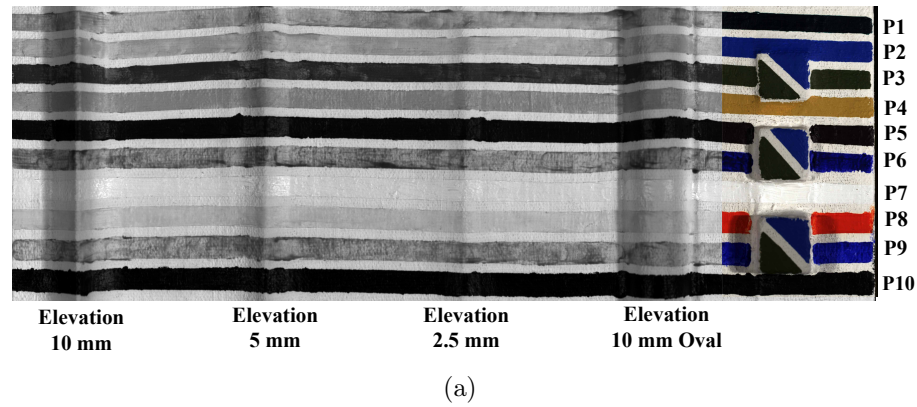 P1
P2
P3
P4
P5
P6
P7
P8
P9
P10
Elevation
10 mm
Elevation
5 mm
Elevation
2.5 mm
Elevation
10 mm Oval
(a)